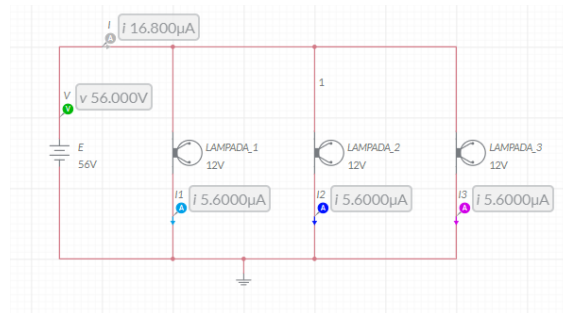 I
A
i 16.800µA
1
V
V
v 56.000V
E
56V
LAMPADA_1
12V
LAMPADA_2
12V
LAMPADA_3
12V
I1
A
i 5.6000µA
I2
A
i 5.6000µA
I3
A
i 5.6000µA